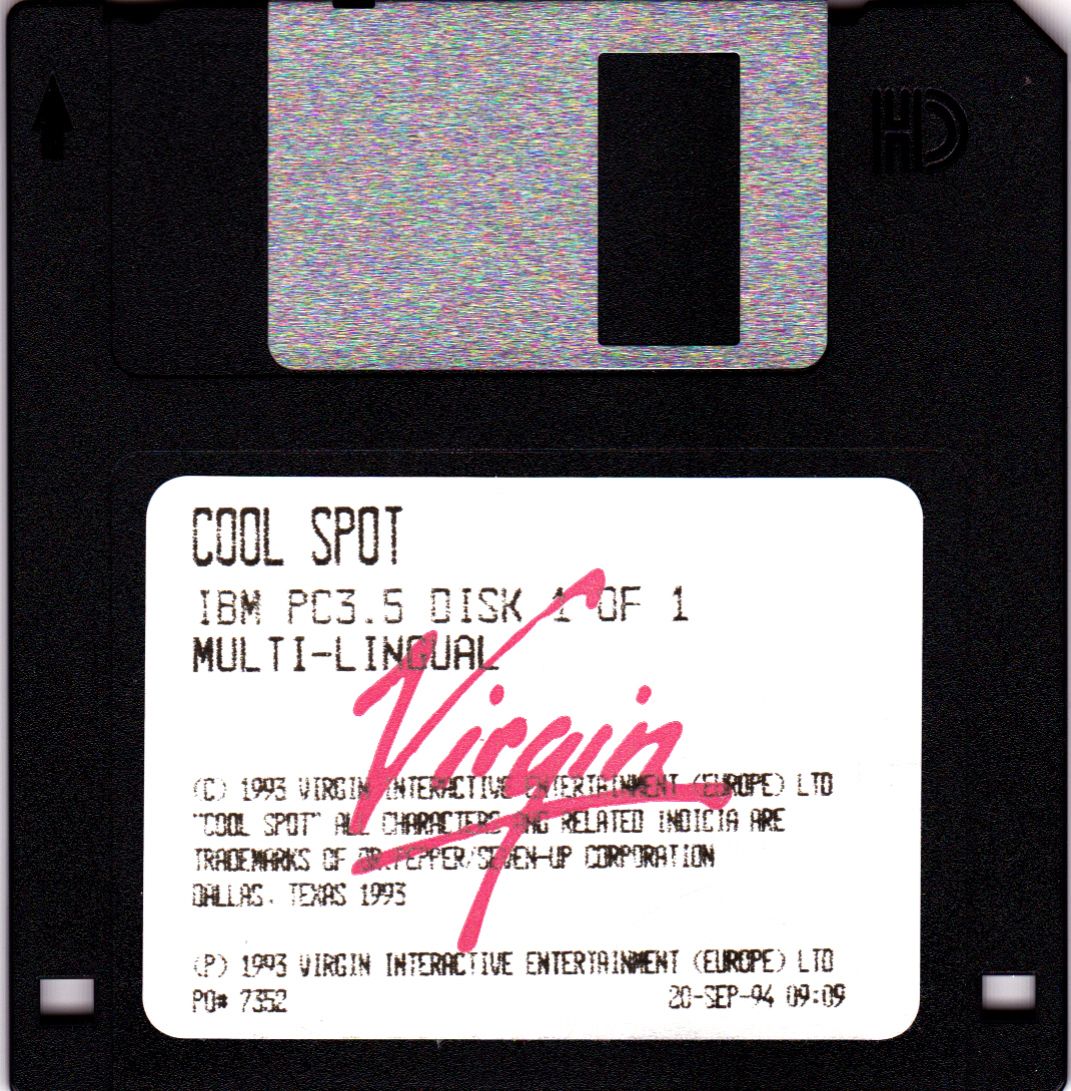 HD
COOL SPOT
IBM PC3.5 DISK 1 OF 1
MULTI-LINGUAL
Virgin
(C) 1993 VIRGIN INTERACTIVE ENTERTAINMENT (EUROPE) LTD
"COOL SPOT" ALL CHARACTERS AND RELATED INDICIA ARE
TRADEMARKS OF DR.PEPPER/SEVEN-UP CORPORATION
DALLAS, TEXAS 1993
(P) 1993 VIRGIN INTERACTIVE ENTERTAINMENT (EUROPE) LTD
PO# 7352 20-SEP-94 09:09